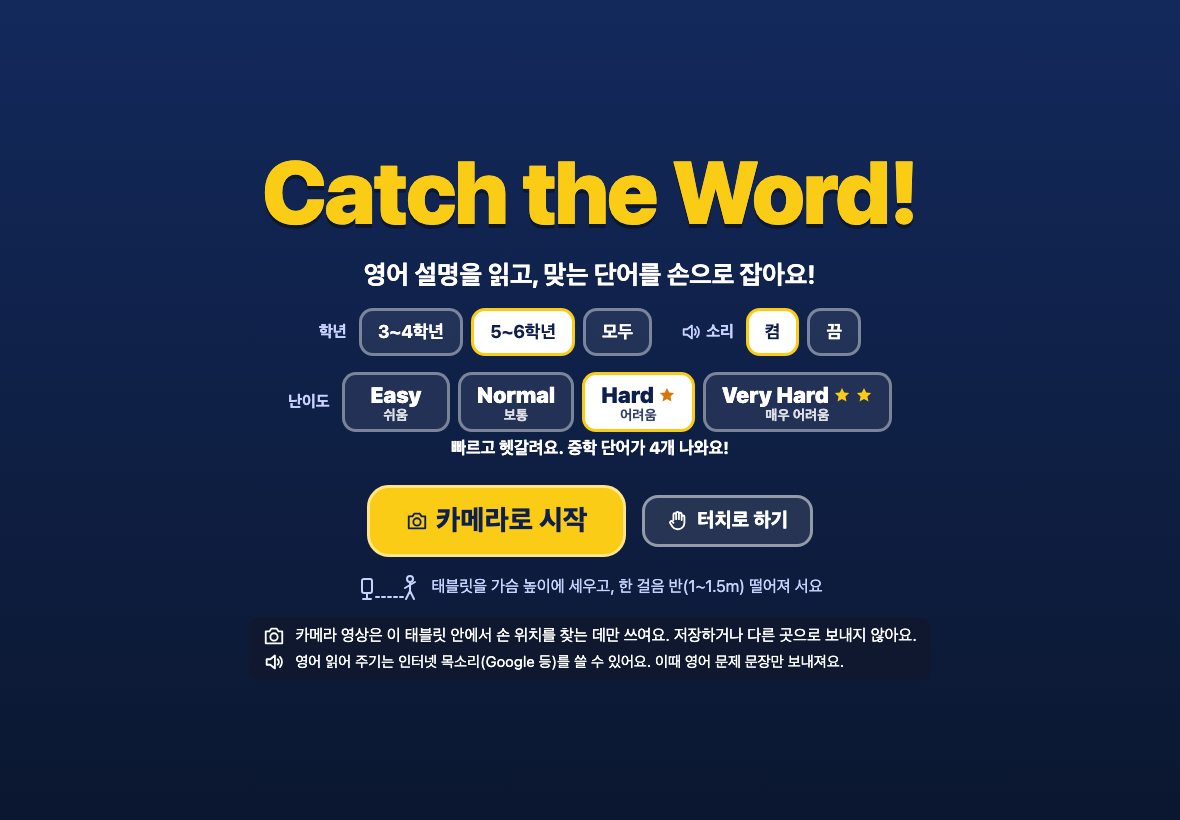 Catch the Word!
영어 설명을 읽고, 맞는 단어를 손으로 잡아요!
학년 3~4학년 5~6학년 모두 소리 켬 끔
난이도 Easy 쉬움 Normal 보통 Hard 어려움 Very Hard 매우 어려움
빠르고 헷갈려요. 중학 단어가 4개 나와요!
카메라로 시작 터치로 하기
태블릿을 가슴 높이에 세우고, 한 걸음 반(1~1.5m) 떨어져 서요
카메라 영상은 이 태블릿 안에서 손 위치를 찾는 데만 쓰여요. 저장하거나 다른 곳으로 보내지 않아요.
영어 읽어 주기는 인터넷 목소리(Google 등)를 쓸 수 있어요. 이때 영어 문제 문장만 보내져요.